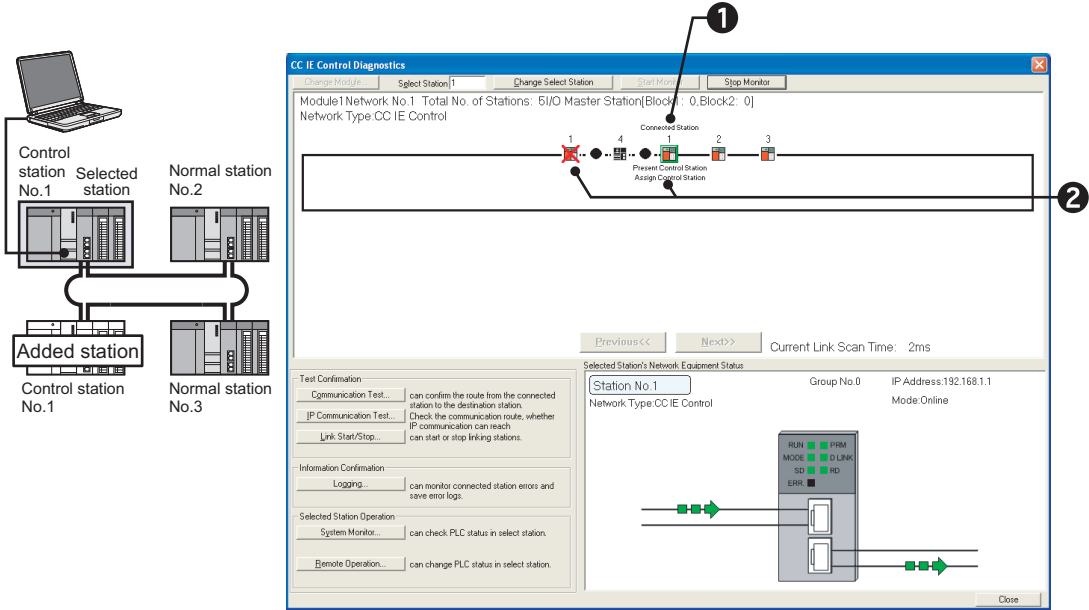 1
CC IE Control Diagnostics
Change Module...
Select Station 1
Change Select Station
Start Monitor
Stop Monitor
Module1 Network No.1 Total No. of Stations: 5I/O Master Station[Block1: 0,Block2: 0]
Network Type:CC IE Control
Connected Station
1 4 1 2 3
Present Control Station
Assign Control Station
2
Control
station
No.1
Selected
station
Normal station
No.2
Added station
Control station
No.1
Normal station
No.3
Previous<<
Next>>
Current Link Scan Time: 2ms
Test Confirmation
Communication Test...
can confirm the route from the connected
station to the destination station.
IP Communication Test...
Check the communication route, whether
IP communication can reach
Link Start/Stop...
can start or stop linking stations.
Information Confirmation
Logging...
can monitor connected station errors and
save error logs.
Selected Station Operation
System Monitor...
can check PLC status in select station.
Remote Operation...
can change PLC status in select station.
Selected Station's Network Equipment Status
Station No.1
Group No.0
IP Address:192.168.1.1
Network Type:CC IE Control
Mode:Online
RUN PRM
MODE D LINK
SD RD
ERR.
Close